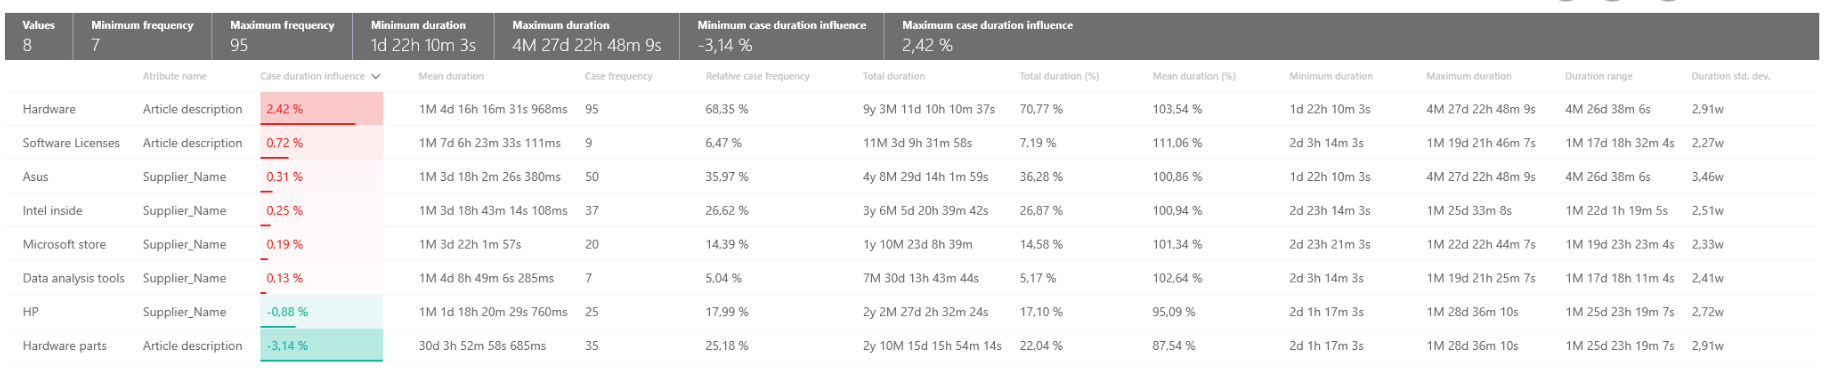 Values Minimum frequency Maximum frequency Minimum duration Maximum duration Minimum case duration influence Maximum case duration influence
8 7 95 1d 22h 10m 3s 4M 27d 22h 48m 9s -3,14 % 2,42 %
Atribute name Case duration influence Mean duration Case frequency Relative case frequency Total duration Total duration (%) Mean duration (%) Minimum duration Maximum duration Duration range Duration std. dev.
Hardware Article description 2,42 % 1M 4d 16h 16m 31s 968ms 95 68,35 % 9y 3M 11d 10h 10m 37s 70,77 % 103,54 % 1d 22h 10m 3s 4M 27d 22h 48m 9s 4M 26d 38m 6s 2,91w
Software Licenses Article description 0,72 % 1M 7d 6h 23m 33s 111ms 9 6,47 % 11M 3d 9h 31m 58s 7,19 % 111,06 % 2d 3h 14m 3s 1M 19d 21h 46m 7s 1M 17d 18h 32m 4s 2,27w
Asus Supplier_Name 0,31 % 1M 3d 18h 2m 26s 380ms 50 35,97 % 4y 8M 29d 14h 1m 59s 36,28 % 100,86 % 1d 22h 10m 3s 4M 27d 22h 48m 9s 4M 26d 38m 6s 3,46w
Intel inside Supplier_Name 0,25 % 1M 3d 18h 43m 14s 108ms 37 26,62 % 3y 6M 5d 20h 39m 42s 26,87 % 100,94 % 2d 23h 14m 3s 1M 25d 33m 8s 1M 22d 1h 19m 5s 2,51w
Microsoft store Supplier_Name 0,19 % 1M 3d 22h 1m 57s 20 14,39 % 1y 10M 23d 8h 39m 14,58 % 101,34 % 2d 23h 21m 3s 1M 22d 22h 44m 7s 1M 19d 23h 23m 4s 2,33w
Data analysis tools Supplier_Name 0,13 % 1M 4d 8h 49m 6s 285ms 7 5,04 % 7M 30d 13h 43m 44s 5,17 % 102,64 % 2d 3h 14m 3s 1M 19d 21h 25m 7s 1M 17d 18h 11m 4s 2,41w
HP Supplier_Name -0,88 % 1M 1d 18h 20m 29s 760ms 25 17,99 % 2y 2M 27d 2h 32m 24s 17,10 % 95,09 % 2d 1h 17m 3s 1M 28d 36m 10s 1M 25d 23h 19m 7s 2,72w
Hardware parts Article description -3,14 % 30d 3h 52m 58s 685ms 35 25,18 % 2y 10M 15d 15h 54m 14s 22,04 % 87,54 % 2d 1h 17m 3s 1M 28d 36m 10s 1M 25d 23h 19m 7s 2,91w